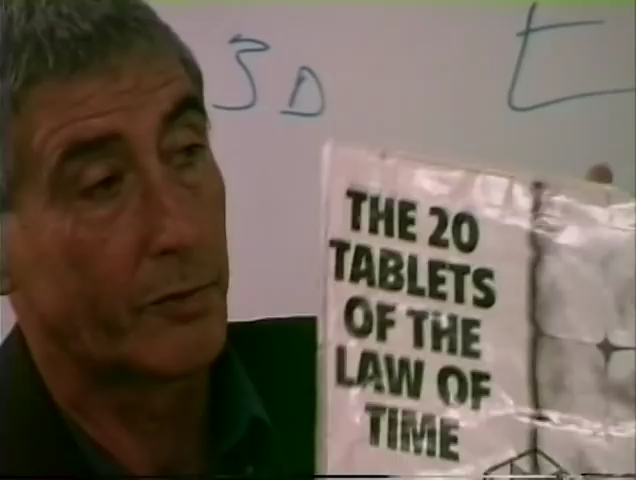 3D
THE 20
TABLETS
OF THE
LAW OF
TIME